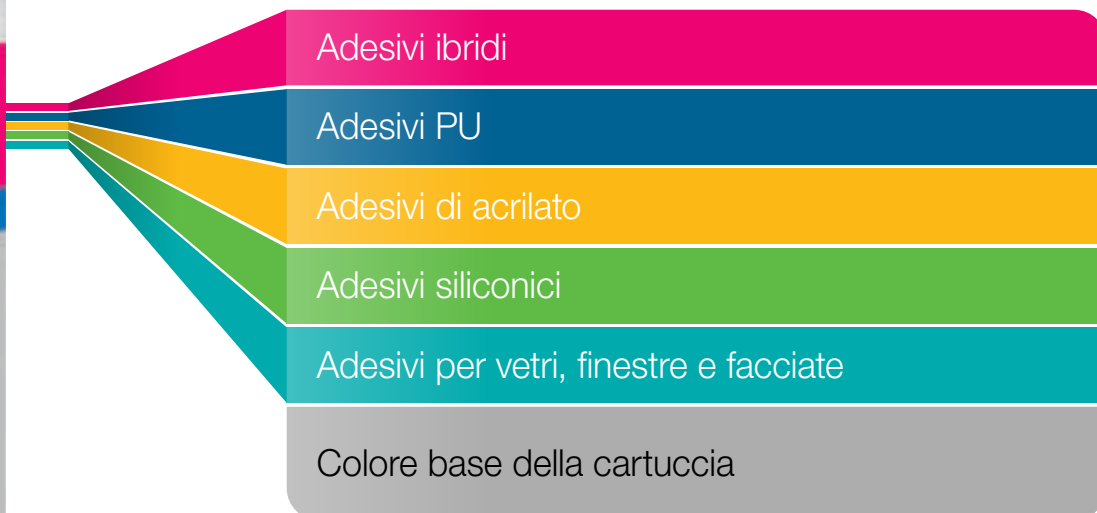 Adesivi ibridi
Adesivi PU
Adesivi di acrilato
Adesivi siliconici
Adesivi per vetri, finestre e facciate
Colore base della cartuccia